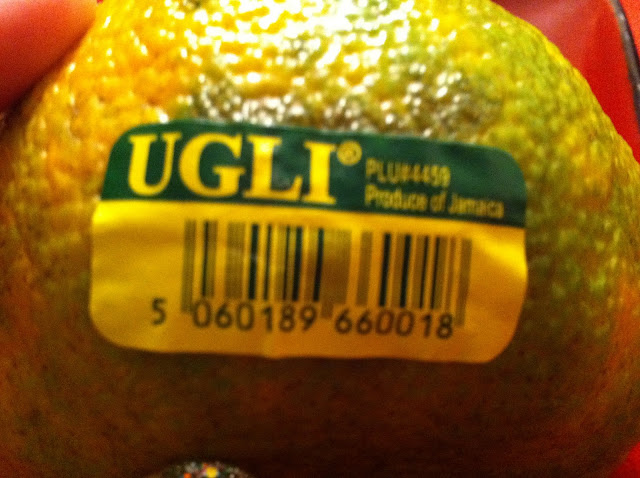 UGLI®
PLU#4459
Produce of Jamaica
5 060189 660018